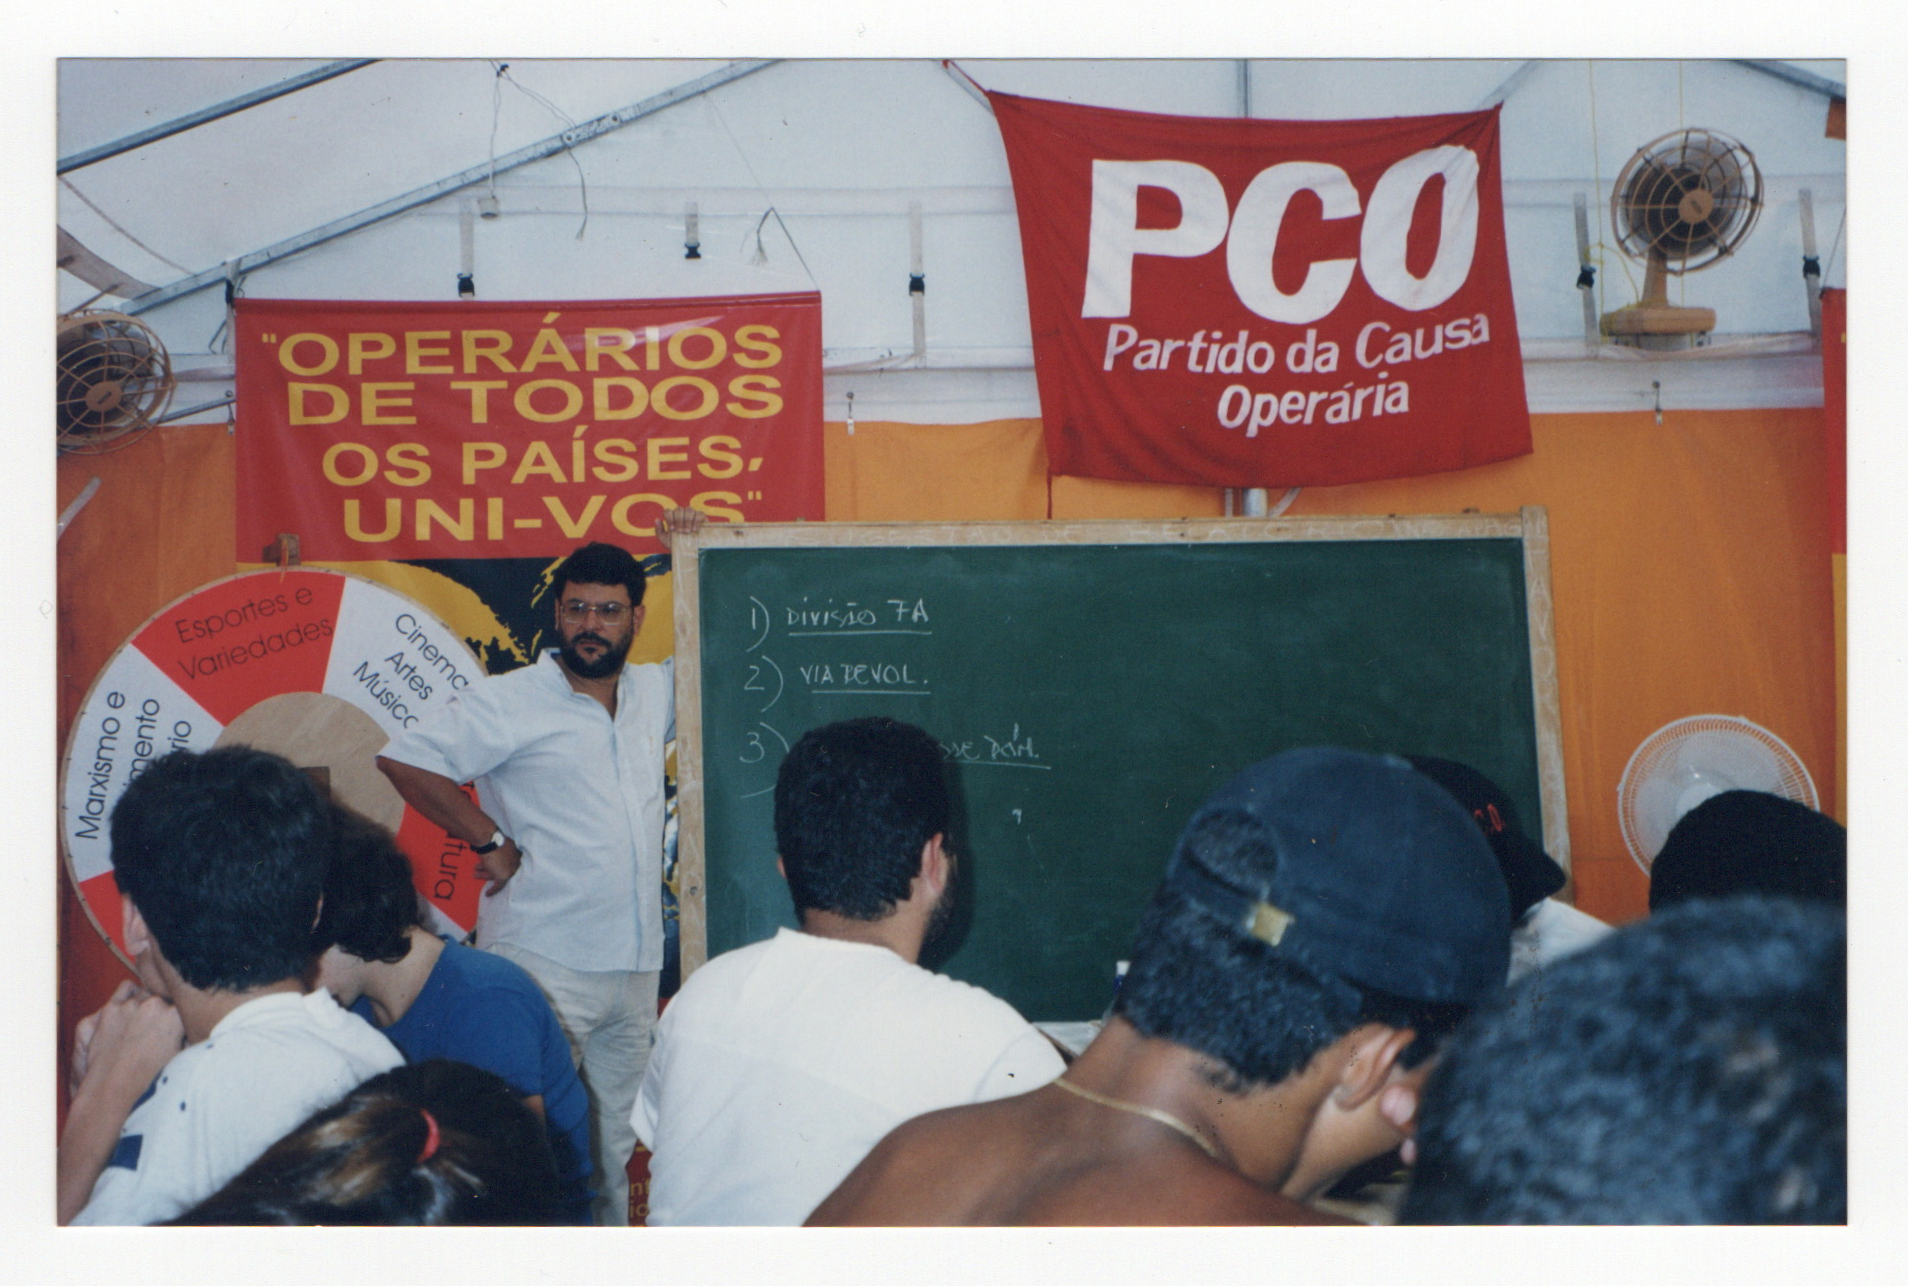 "OPERÁRIOS
DE TODOS
OS PAÍSES,
UNI-VOS"
PCO
Partido da Causa
Operária
Esportes e
Variedades
Cinema
Artes
Músic
Marxismo e
1) DIVISÃO FA
2) VIA REVOL.
3)